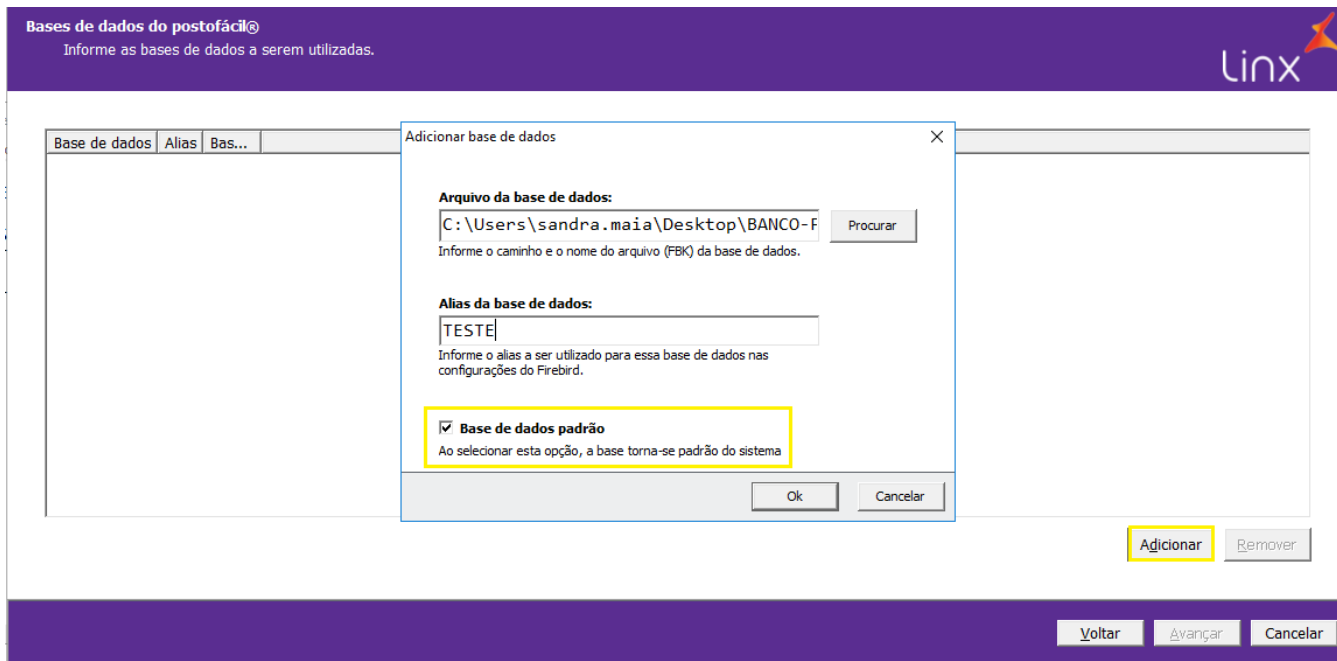 Bases de dados do postofácil®
Informe as bases de dados a serem utilizadas.
Linx
Base de dados Alias Bas...
Adicionar base de dados
Arquivo da base de dados:
C:\Users\sandra.maia\Desktop\BANCO-F
Procurar
Informe o caminho e o nome do arquivo (FBK) da base de dados.
Alias da base de dados:
TESTE
Informe o alias a ser utilizado para essa base de dados nas
configurações do Firebird.
Base de dados padrão
Ao selecionar esta opção, a base torna-se padrão do sistema
Ok Cancelar
Adicionar Remover
Voltar Avançar Cancelar